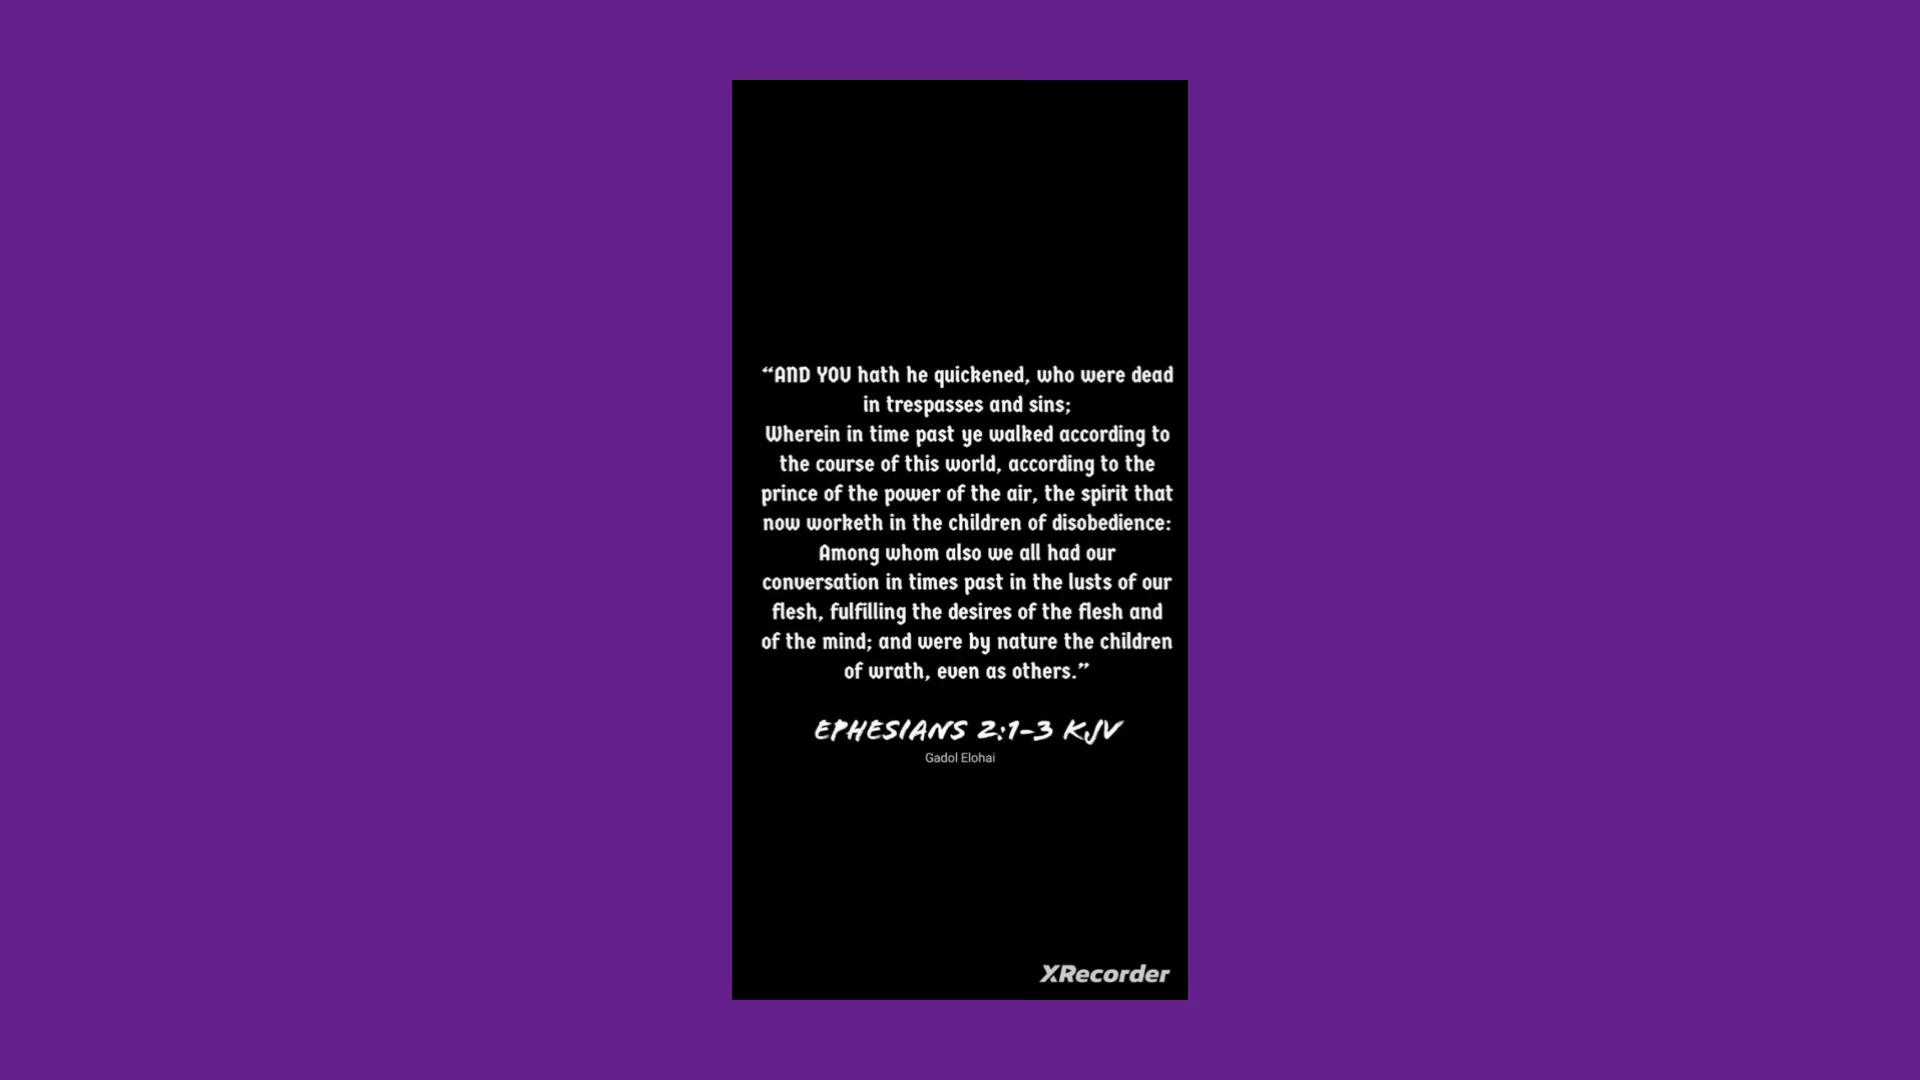 “AND YOU hath he quickened, who were dead
in trespasses and sins;
Wherein in time past ye walked according to
the course of this world, according to the
prince of the power of the air, the spirit that
now worketh in the children of disobedience:
Among whom also we all had our
conversation in times past in the lusts of our
flesh, fulfilling the desires of the flesh and
of the mind; and were by nature the children
of wrath, even as others.”
EPHESIANS 2:1-3 KJV
Gadol Elohai
XRecorder